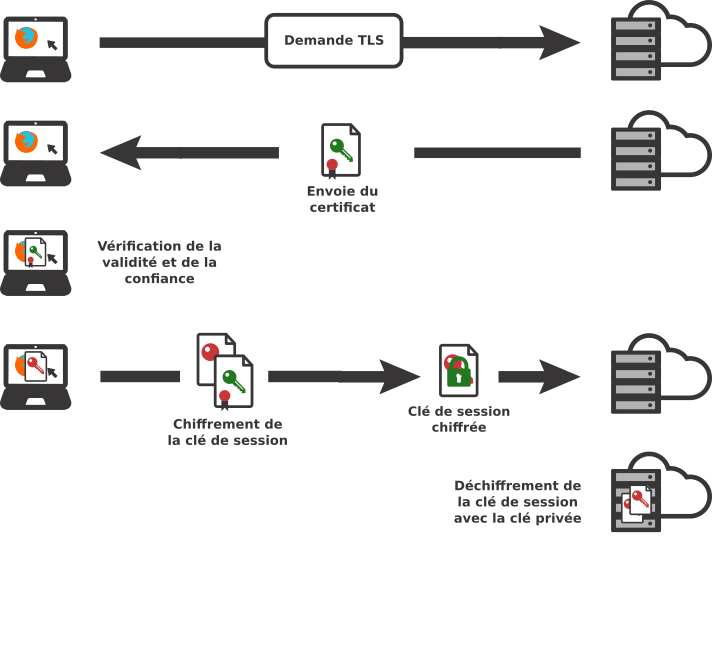 Demande TLS
Envoie du
certificat
Vérification de la
validité et de la
confiance
Chiffrement de
la clé de session
Clé de session
chiffrée
Déchiffrement de
la clé de session
avec la clé privée